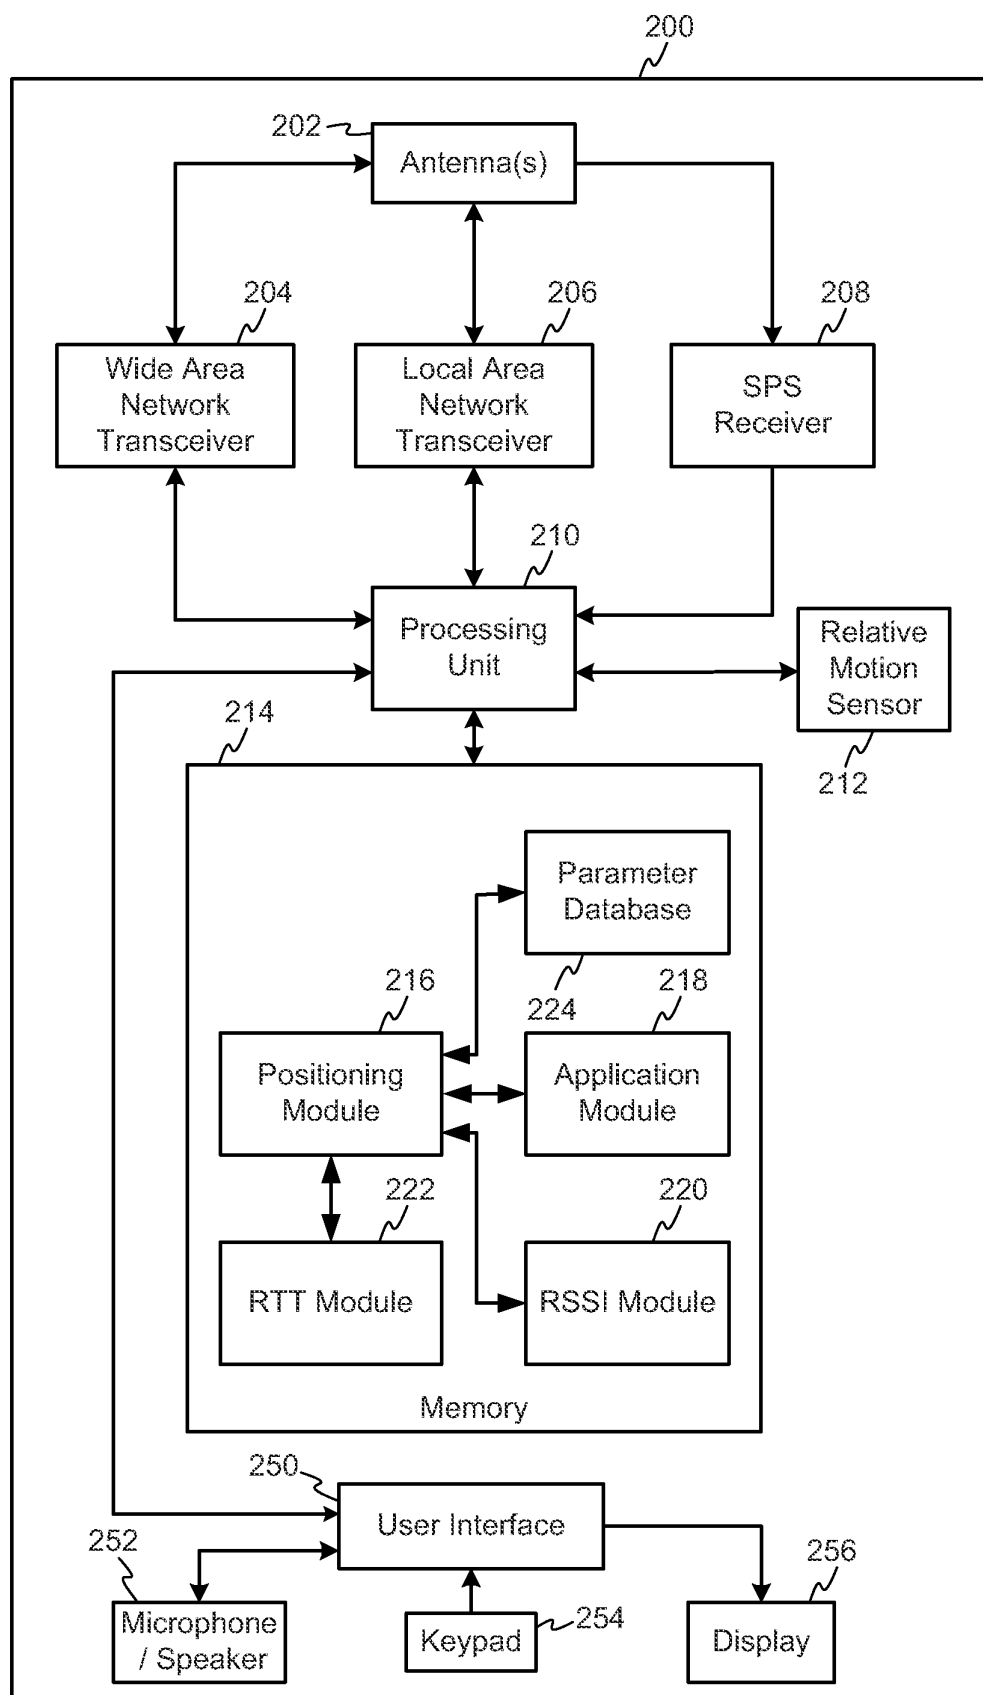 200
202
Antenna(s)
204
206
208
Wide Area
Network
Transceiver
Local Area
Network
Transceiver
SPS
Receiver
210
Processing
Unit
Relative
Motion
Sensor
212
214
Parameter
Database
224
216
218
Positioning
Module
Application
Module
222
220
RTT Module
RSSI Module
Memory
250
User Interface
252
256
Microphone
/ Speaker
Keypad
254
Display